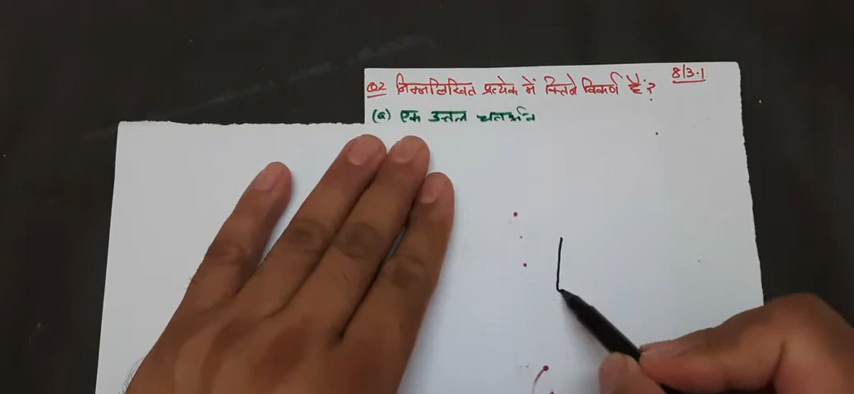 8/3.1
Q2 निम्नलिखित प्रत्येक में कितने विकर्ण हैं?
(a) एक उत्तल चतुर्भुज